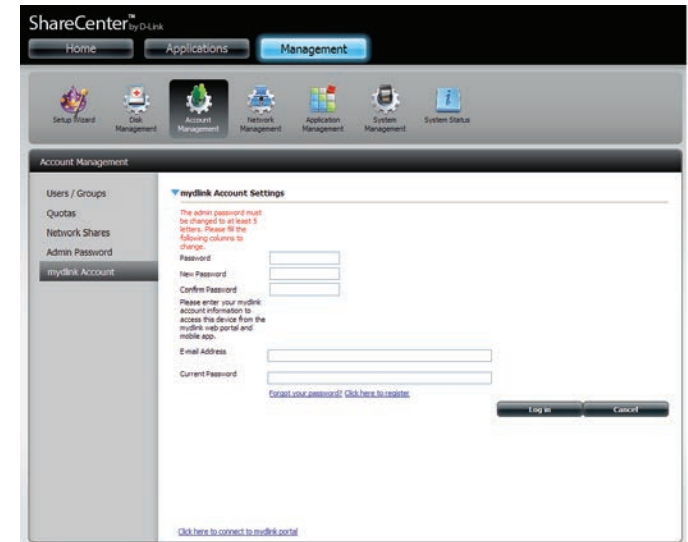 ShareCenter™ by D-Link
Home Applications Management
Setup Wizard Disk Management Account Management Network Management Application Management System Management System Status
Account Management
Users / Groups
Quotas
Network Shares
Admin Password
mydlink Account
mydlink Account Settings
The admin password must
be changed to at least 5
letters. Please fill the
following columns to
change.
Password
New Password
Confirm Password
Please enter your mydlink
account information to
access this device from the
mydlink web portal and
mobile app.
E-mail Address
Current Password
Forgot your password? Click here to register
Log in Cancel
Click here to connect to mydlink portal